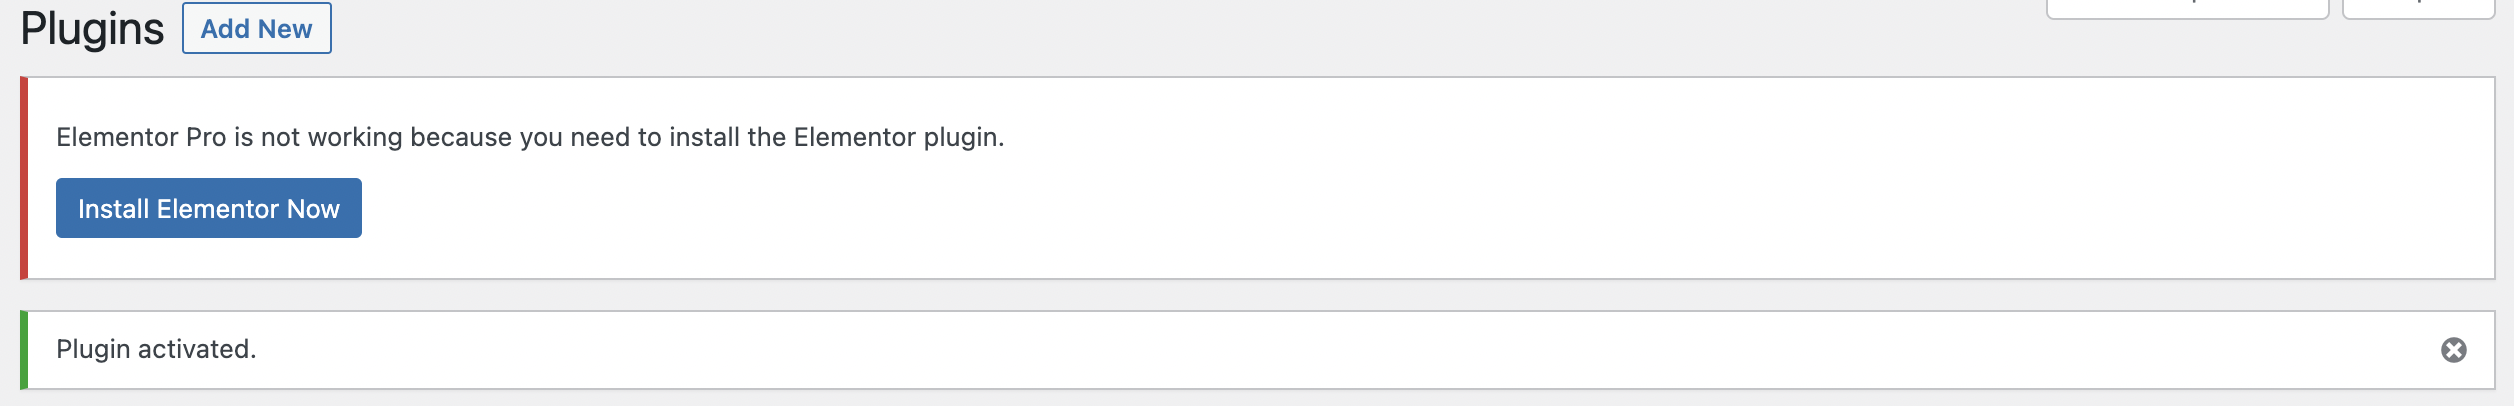 Plugins
Add New
Elementor Pro is not working because you need to install the Elementor plugin.
Install Elementor Now
Plugin activated.